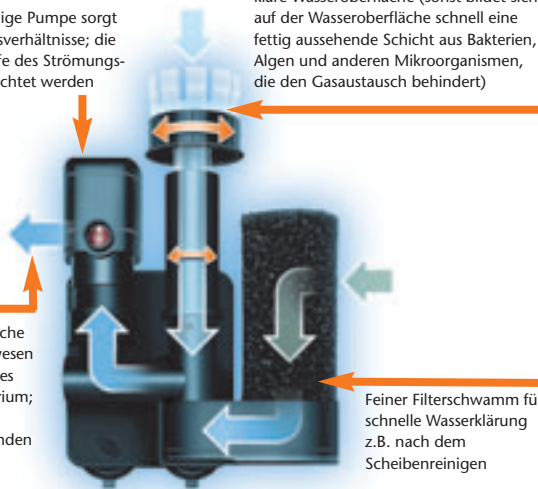 ige Pumpe sorgt
sverhältnisse; die
fe des Strömungs-
chtet werden
klare Wasseroberfläche (sonst bildet sich
auf der Wasseroberfläche schnell eine
fettig aussehende Schicht aus Bakterien,
Algen und anderen Mikroorganismen,
die den Gasaustausch behindert)
che
wesen
es
rium;
nden
Feiner Filterschwamm fü
schnelle Wasserklärung
z.B. nach dem
Scheibenreinigen